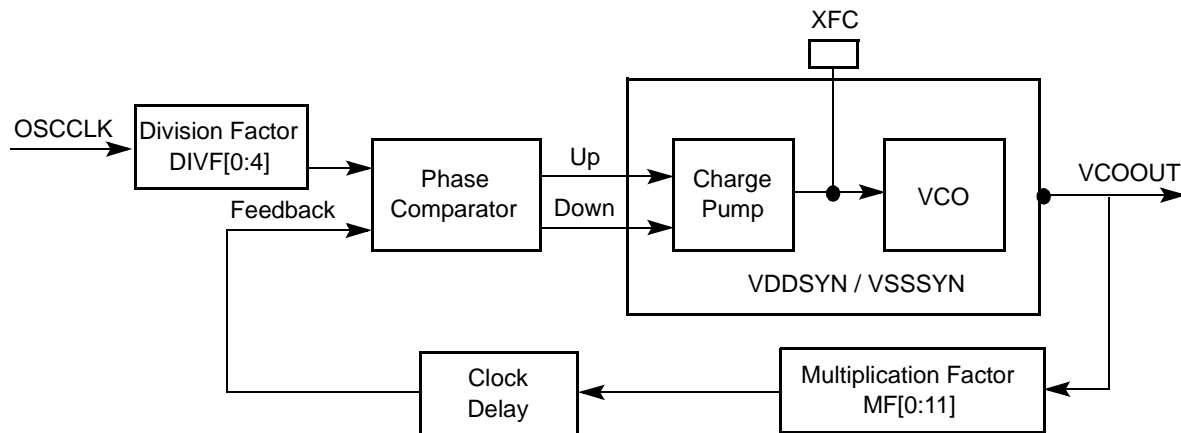 XFC
OSCCLK
Division Factor
DIVF[0:4]
Phase
Comparator
Up
Down
Charge
Pump
VCO
VCOOUT
Feedback
VDDSYN / VSSSYN
Clock
Delay
Multiplication Factor
MF[0:11]